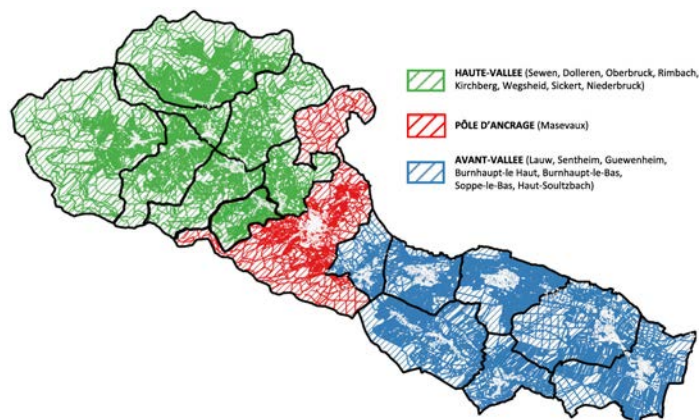 HAUTE-VALLEE (Sewen, Dolleren, Oberbruck, Rimbach,
Kirchberg, Wegsheid, Sickert, Niederbruck)
PÔLE D'ANCRAGE (Masevaux)
AVANT-VALLEE (Lauw, Sentheim, Guewenheim,
Burnhaupt-le Haut, Burnhaupt-le-Bas,
Soppe-le-Bas, Haut-Soultzbach)